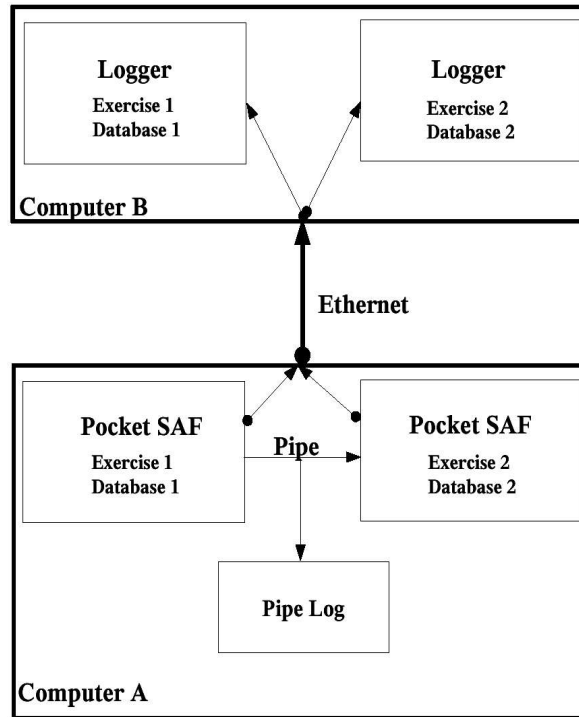 Logger
Exercise 1
Database 1
Logger
Exercise 2
Database 2
Computer B
Ethernet
Pocket SAF
Exercise 1
Database 1
Pipe
Pocket SAF
Exercise 2
Database 2
Pipe Log
Computer A